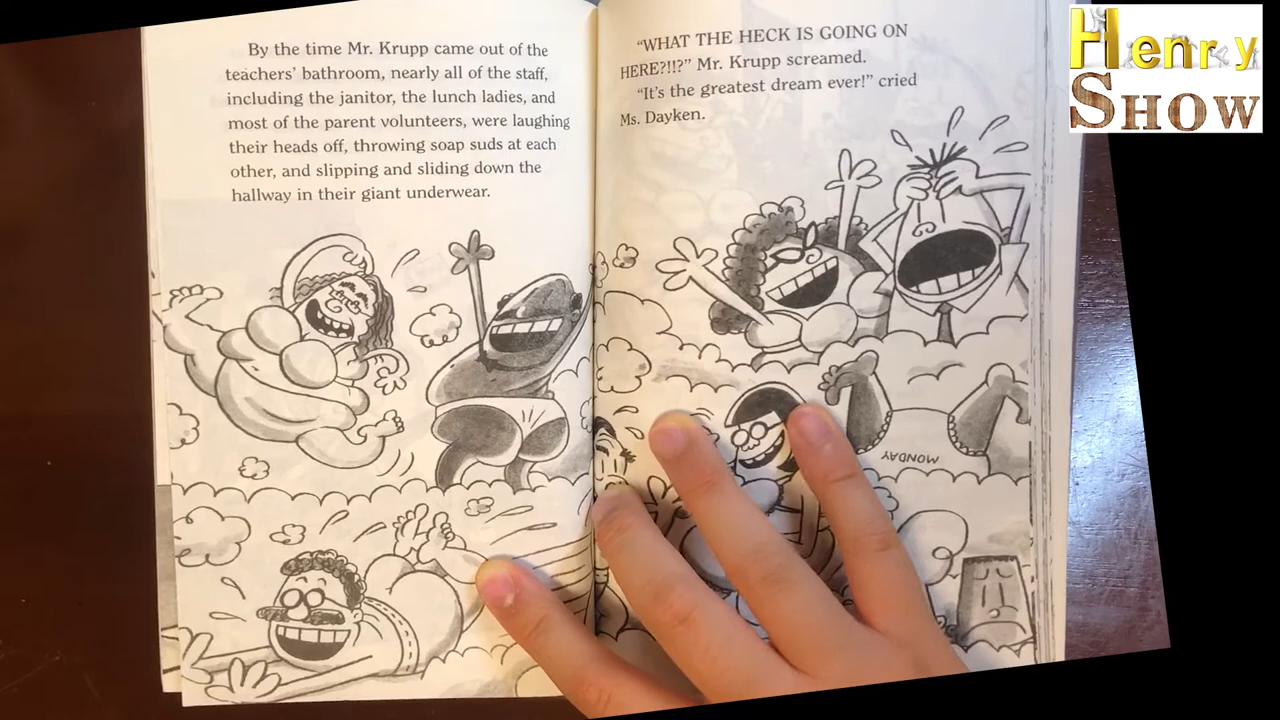 By the time Mr. Krupp came out of the
teachers' bathroom, nearly all of the staff,
including the janitor, the lunch ladies, and
most of the parent volunteers, were laughing
their heads off, throwing soap suds at each
other, and slipping and sliding down the
hallway in their giant underwear.
"WHAT THE HECK IS GOING ON
HERE?!!?" Mr. Krupp screamed.
"It's the greatest dream ever!" cried
Ms. Dayken.
MONDAY
Henry
SHOW